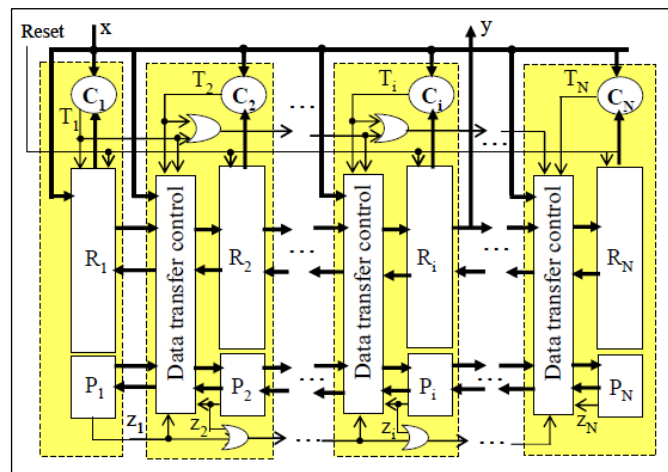 Reset x y
C1 T2 C2 ... Ti Ci ... TN CN
T1
... ...
R1 Data transfer control R2 ... Data transfer control Ri ... Data transfer control RN
...
P1 P2 ... Pi ... PN
...
z1 z2 ... zi ... zN